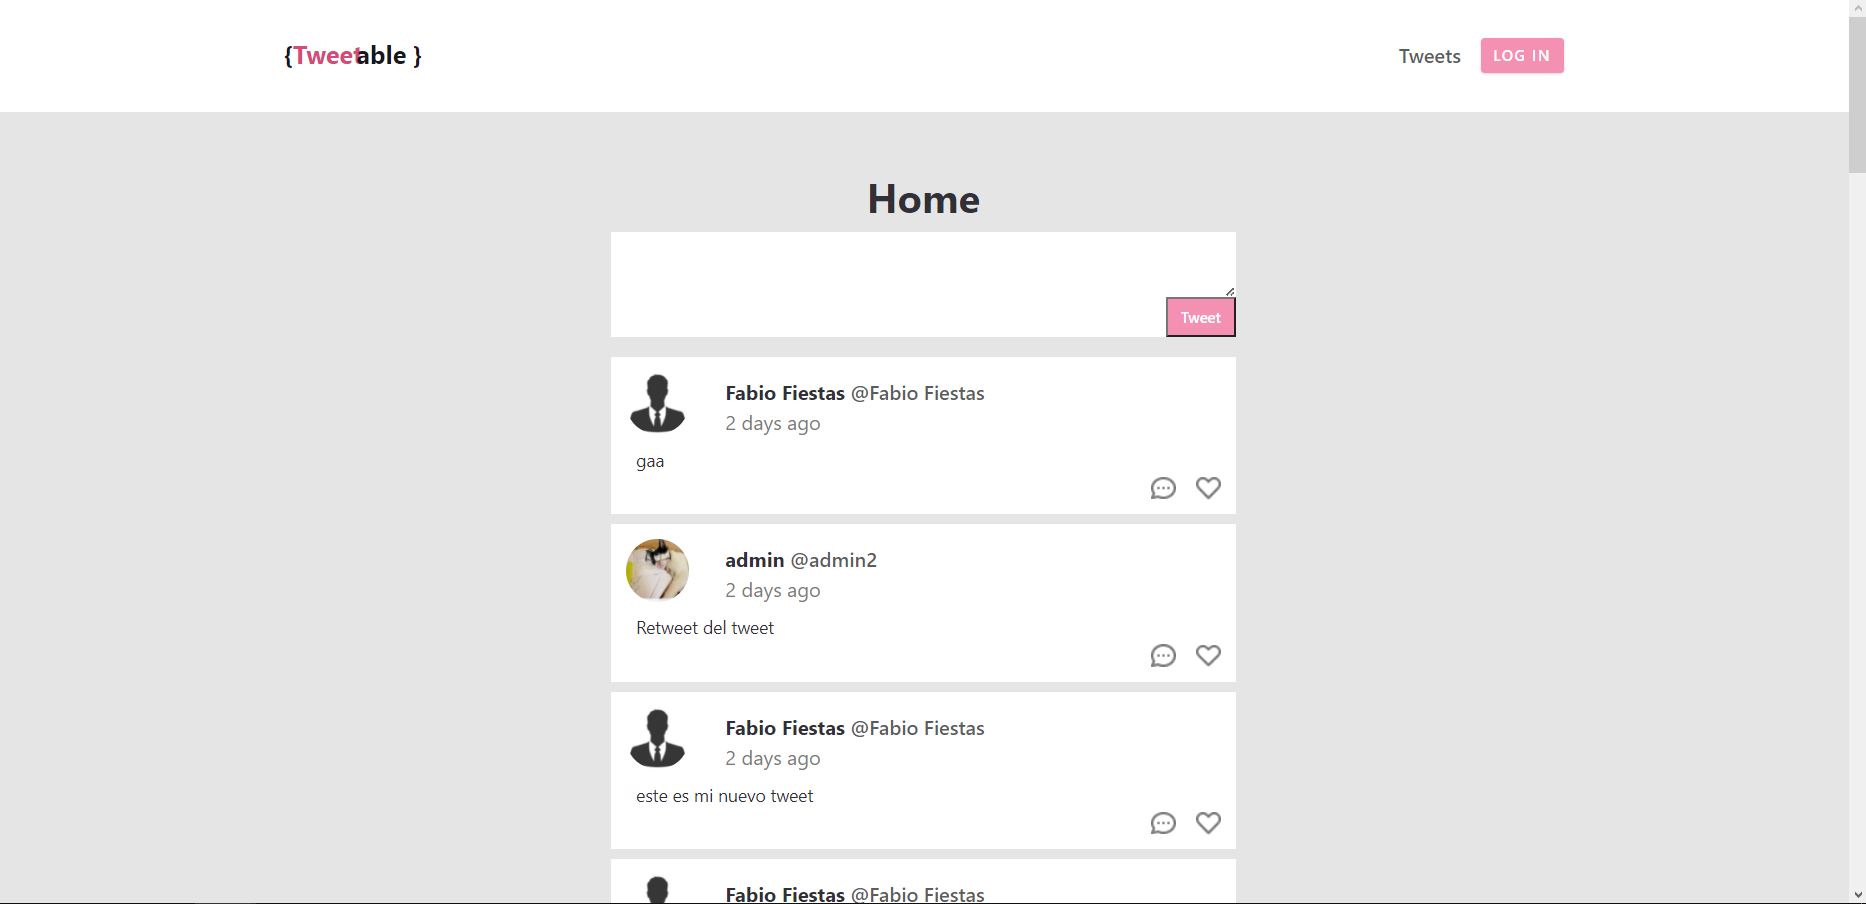 {Tweetable }
Tweets LOG IN
Home
Tweet
Fabio Fiestas @Fabio Fiestas
2 days ago
gaa
admin @admin2
2 days ago
Retweet del tweet
Fabio Fiestas @Fabio Fiestas
2 days ago
este es mi nuevo tweet
Fabio Fiestas @Fabio Fiestas